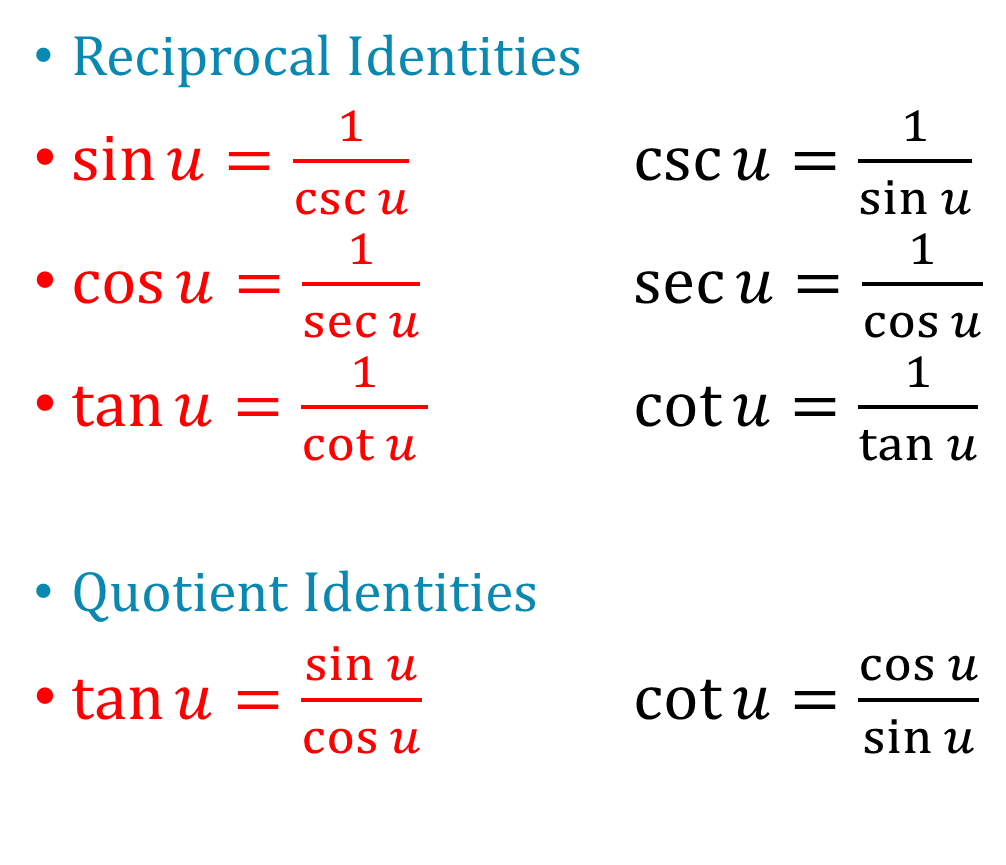 • Reciprocal Identities
• sin u = 1/csc u csc u = 1/sin u
• cos u = 1/sec u sec u = 1/cos u
• tan u = 1/cot u cot u = 1/tan u
• Quotient Identities
• tan u = sin u/cos u cot u = cos u/sin u